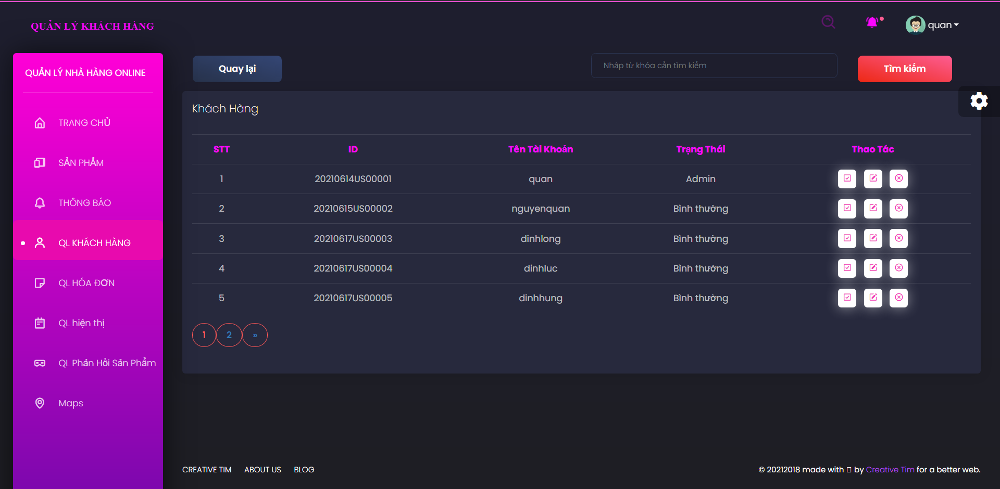 QUẢN LÝ KHÁCH HÀNG
quan
QUẢN LÝ NHÀ HÀNG ONLINE
TRANG CHỦ
SẢN PHẨM
THÔNG BÁO
QL KHÁCH HÀNG
QL HÓA ĐƠN
QL hiện thị
QL Phản Hồi Sản Phẩm
Maps
Quay lại
Nhập từ khóa cần tìm kiếm
Tìm kiếm
Khách Hàng
STT ID Tên Tài Khoản Trạng Thái Thao Tác
1 20210614US00001 quan Admin
2 20210615US00002 nguyenquan Bình thường
3 20210617US00003 dinhlong Bình thường
4 20210617US00004 dinhluc Bình thường
5 20210617US00005 dinhhung Bình thường
1 2 »
CREATIVE TIM ABOUT US BLOG
© 20212018 made with by Creative Tim for a better web.